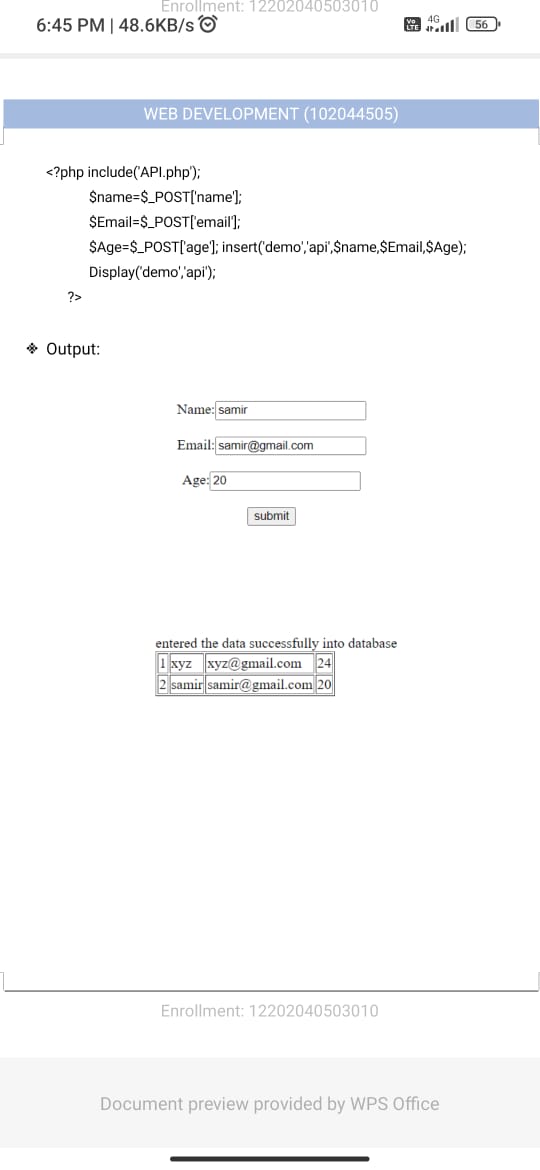 Enrollment: 12202040503010
6:45 PM | 48.6KB/s
Vo LTE 4G 56
WEB DEVELOPMENT (102044505)
<?php include('API.php');
$name=$_POST['name'];
$Email=$_POST['email'];
$Age=$_POST['age']; insert('demo','api',$name,$Email,$Age);
Display('demo','api');
?>
❖ Output:
Name: samir
Email: samir@gmail.com
Age: 20
submit
entered the data successfully into database
1 xyz xyz@gmail.com 24
2 samir samir@gmail.com 20
Enrollment: 12202040503010
Document preview provided by WPS Office